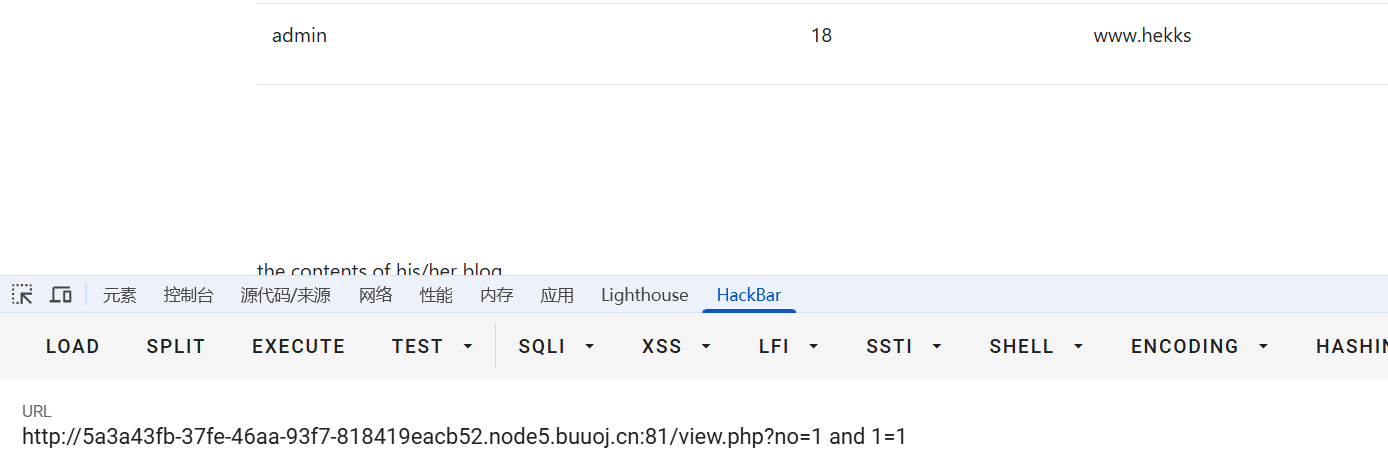 admin 18 www.hekks
the contents of his/her blog
元素 控制台 源代码/来源 网络 性能 内存 应用 Lighthouse HackBar
LOAD SPLIT EXECUTE TEST SQLI XSS LFI SSTI SHELL ENCODING HASHIN
URL
http://5a3a43fb-37fe-46aa-93f7-818419eacb52.node5.buuoj.cn:81/view.php?no=1 and 1=1